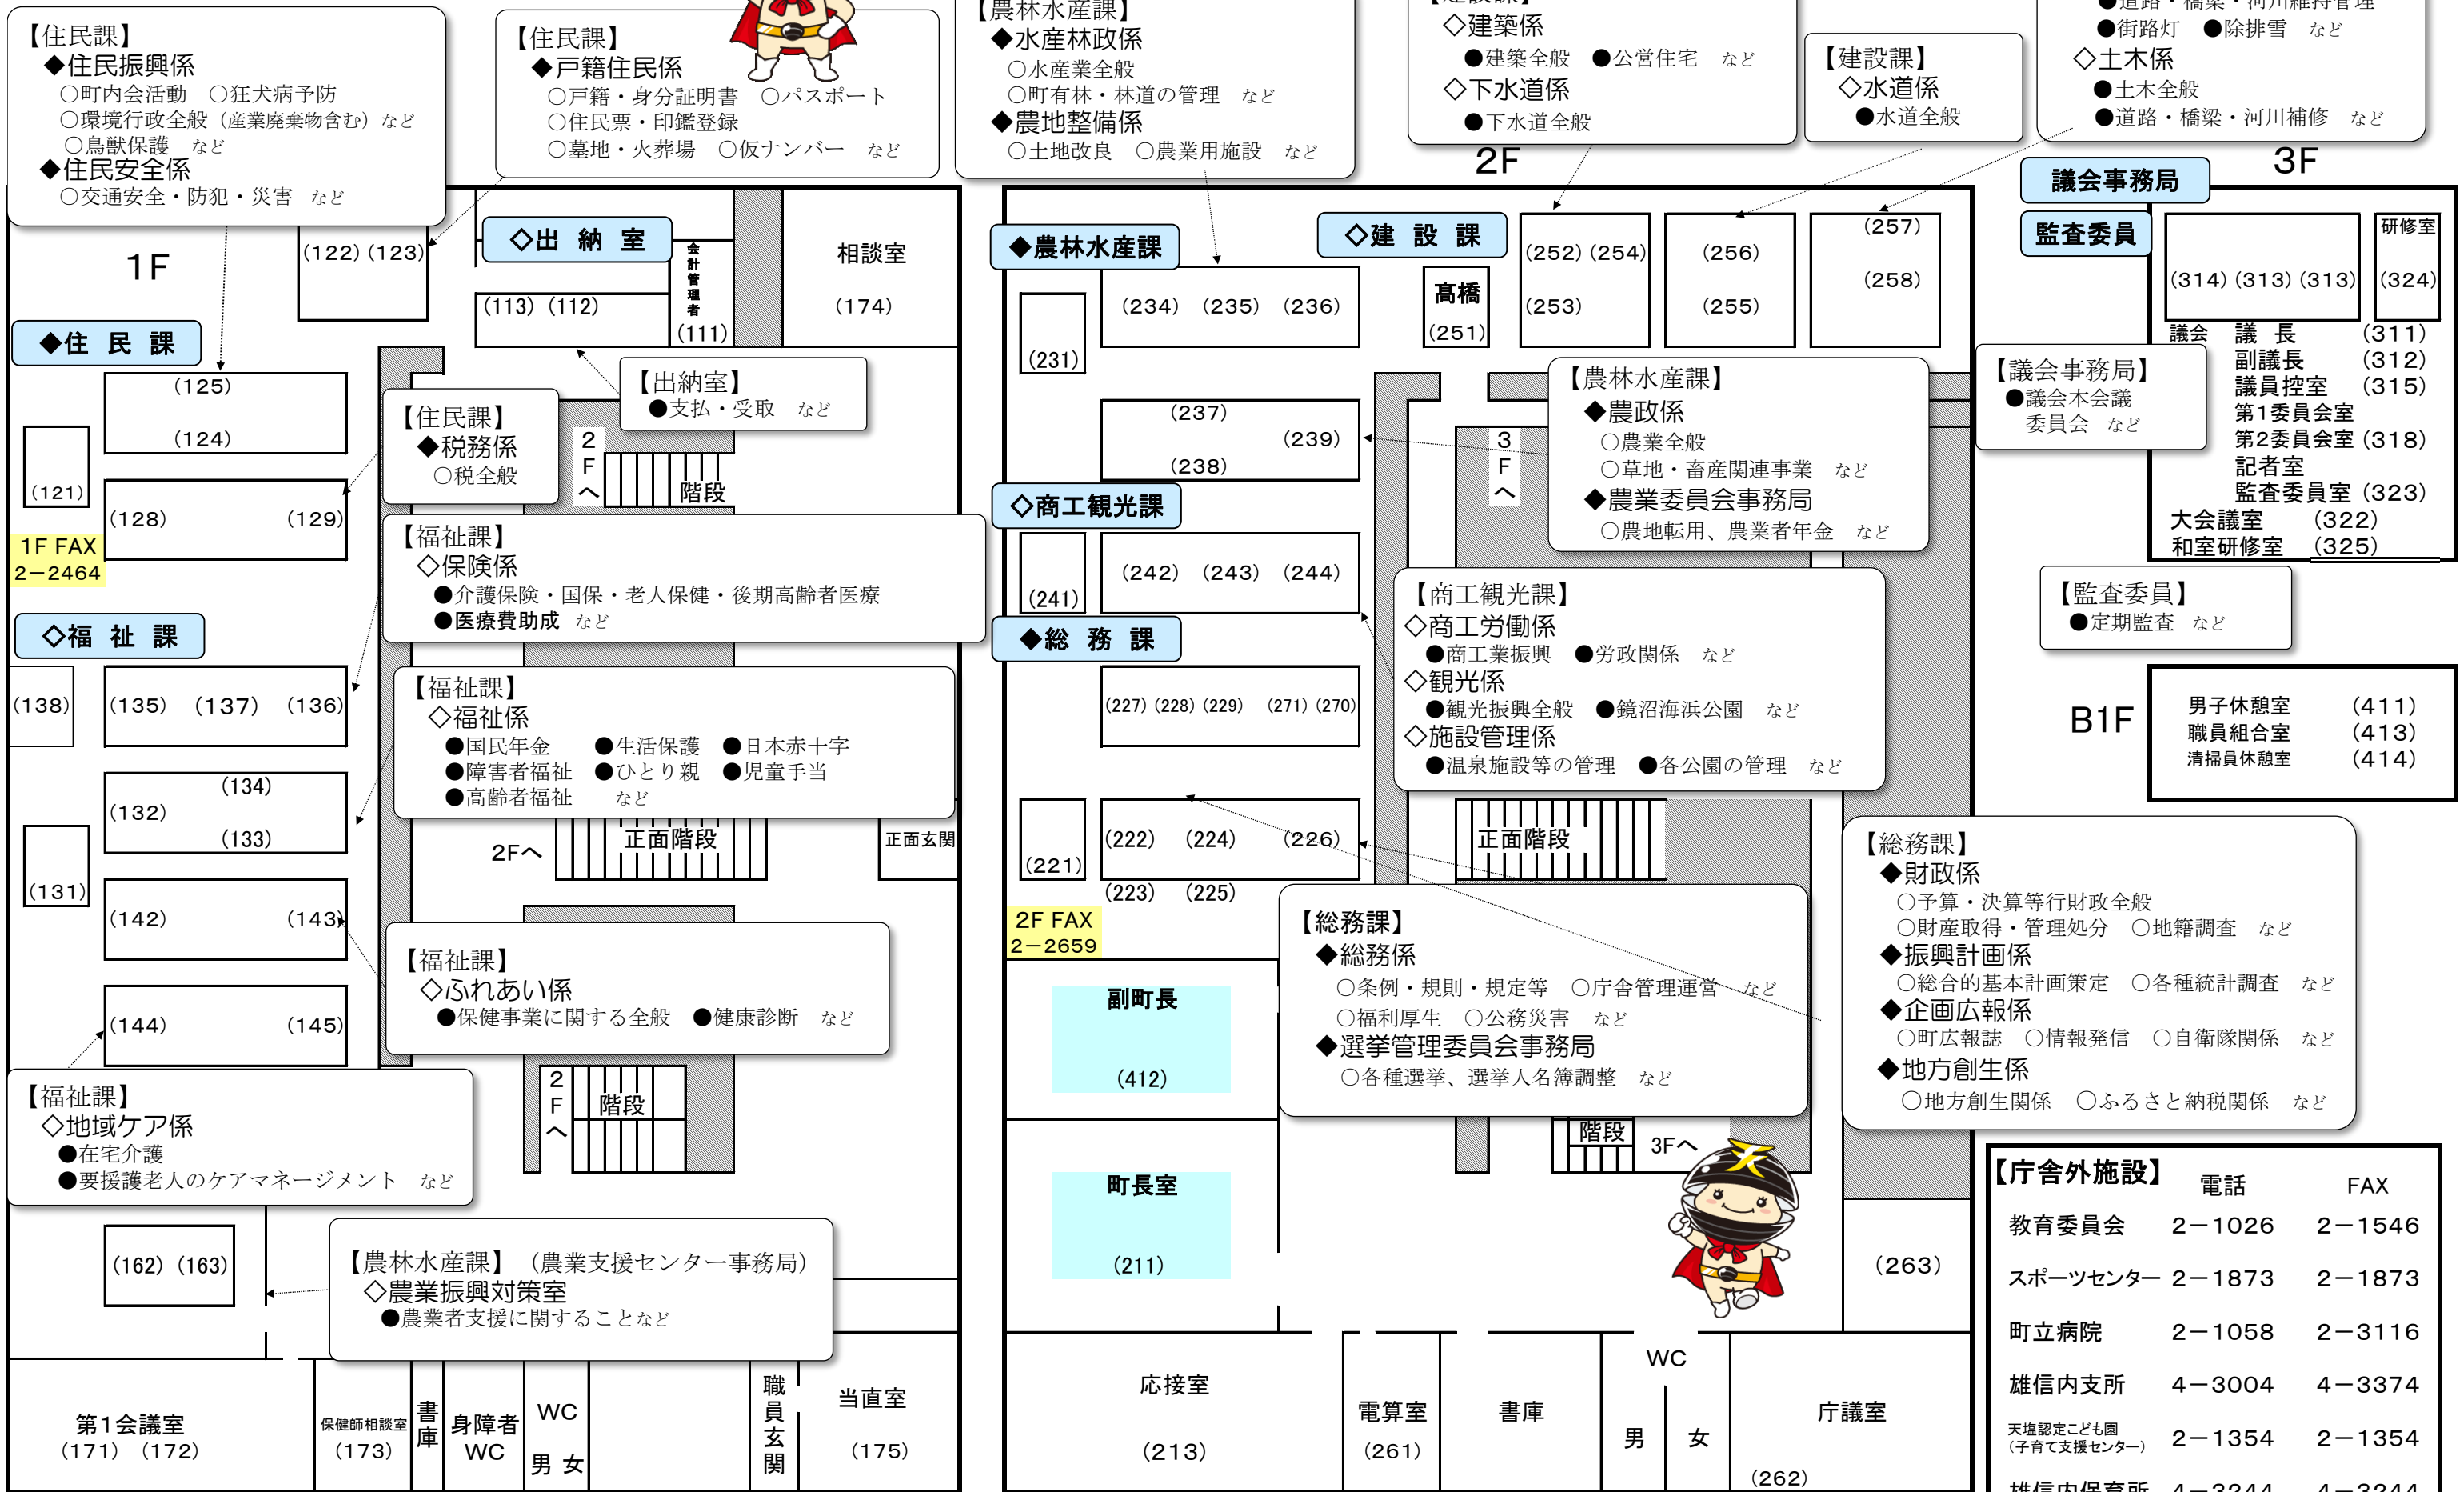 【住民課】
◆住民振興係
○町内会活動　○狂犬病予防
○環境行政全般（産業廃棄物含む）など
○鳥獣保護　など
◆住民安全係
○交通安全・防犯・災害　など
【住民課】
◆戸籍住民係
○戸籍・身分証明書　○パスポート
○住民票・印鑑登録
○墓地・火葬場　○仮ナンバー　など
1F
(122)(123)
◇出 納 室
会計管理者
(111)
(113) (112)
相談室
(174)
【出納室】
●支払・受取　など
◆住 民 課
(125)
(124)
(121)
(128)
(129)
【住民課】
◆税務係
○税全般
2Fへ
階段
1F FAX
2－2464
【福祉課】
◇保険係
●介護保険・国保・老人保健・後期高齢者医療
●医療費助成　など
◇福 祉 課
(138)
(135) (137) (136)
【福祉課】
◇福祉係
●国民年金　●生活保護　●日本赤十字
●障害者福祉　●ひとり親　●児童手当
●高齢者福祉　など
(134)
(132)
(133)
(131)
2Fへ
正面階段
正面玄関
(142)
(143)
【福祉課】
◇ふれあい係
●保健事業に関する全般　●健康診断　など
(144)
(145)
2Fへ
階段
【福祉課】
◇地域ケア係
●在宅介護
●要援護老人のケアマネージメント　など
(162) (163)
【農林水産課】（農業支援センター事務局）
◇農業振興対策室
●農業者支援に関することなど
第1会議室
(171) (172)
保健師相談室
(173)
書庫
身障者
WC
WC
男 女
職員玄関
当直室
(175)
【農林水産課】
◆水産林政係
○水産業全般
○町有林・林道の管理　など
◆農地整備係
○土地改良　○農業用施設　など
【建設課】
◇建築係
●建築全般　●公営住宅　など
◇下水道係
●下水道全般
【建設課】
◇水道係
●水道全般
●道路・橋梁・河川維持管理
●街路灯　●除排雪　など
◇土木係
●土木全般
●道路・橋梁・河川補修　など
2F
◆農林水産課
(231)
(234) (235) (236)
◇建 設 課
髙橋
(251)
(252)(254)
(253)
(256)
(255)
(257)
(258)
(237)
(239)
(238)
3Fへ
【農林水産課】
◆農政係
○農業全般
○草地・畜産関連事業　など
◆農業委員会事務局
○農地転用、農業者年金　など
◇商工観光課
(241)
(242) (243) (244)
【商工観光課】
◇商工労働係
●商工業振興　●労政関係　など
◇観光係
●観光振興全般　●鏡沼海浜公園　など
◇施設管理係
●温泉施設等の管理　●各公園の管理　など
◆総 務 課
(227)(228)(229) (271)(270)
(221)
(222) (224) (226)
(223) (225)
正面階段
2F FAX
2－2659
【総務課】
◆総務係
○条例・規則・規定等　○庁舎管理運営　など
○福利厚生　○公務災害　など
◆選挙管理委員会事務局
○各種選挙、選挙人名簿調整　など
副町長
(412)
町長室
(211)
階段
3Fへ
天
(263)
応接室
(213)
電算室
(261)
書庫
WC
男
女
庁議室
(262)
3F
議会事務局
監査委員
(314)(313)(313)
研修室
(324)
議会　議 長 (311)
副議長 (312)
議員控室 (315)
第1委員会室
第2委員会室 (318)
記者室
監査委員室 (323)
大会議室 (322)
和室研修室 (325)
【議会事務局】
●議会本会議
委員会　など
【監査委員】
●定期監査　など
B1F
男子休憩室 (411)
職員組合室 (413)
清掃員休憩室 (414)
【総務課】
◆財政係
○予算・決算等行財政全般
○財産取得・管理処分　○地籍調査　など
◆振興計画係
○総合的基本計画策定　○各種統計調査　など
◆企画広報係
○町広報誌　○情報発信　○自衛隊関係　など
◆地方創生係
○地方創生関係　○ふるさと納税関係　など
【庁舎外施設】　電話　FAX
教育委員会　2－1026　2－1546
スポーツセンター　2－1873　2－1873
町立病院　2－1058　2－3116
雄信内支所　4－3004　4－3374
天塩認定こども園
（子育て支援センター）　2－1354　2－1354
雄信内保育所　4－3244　4－3244